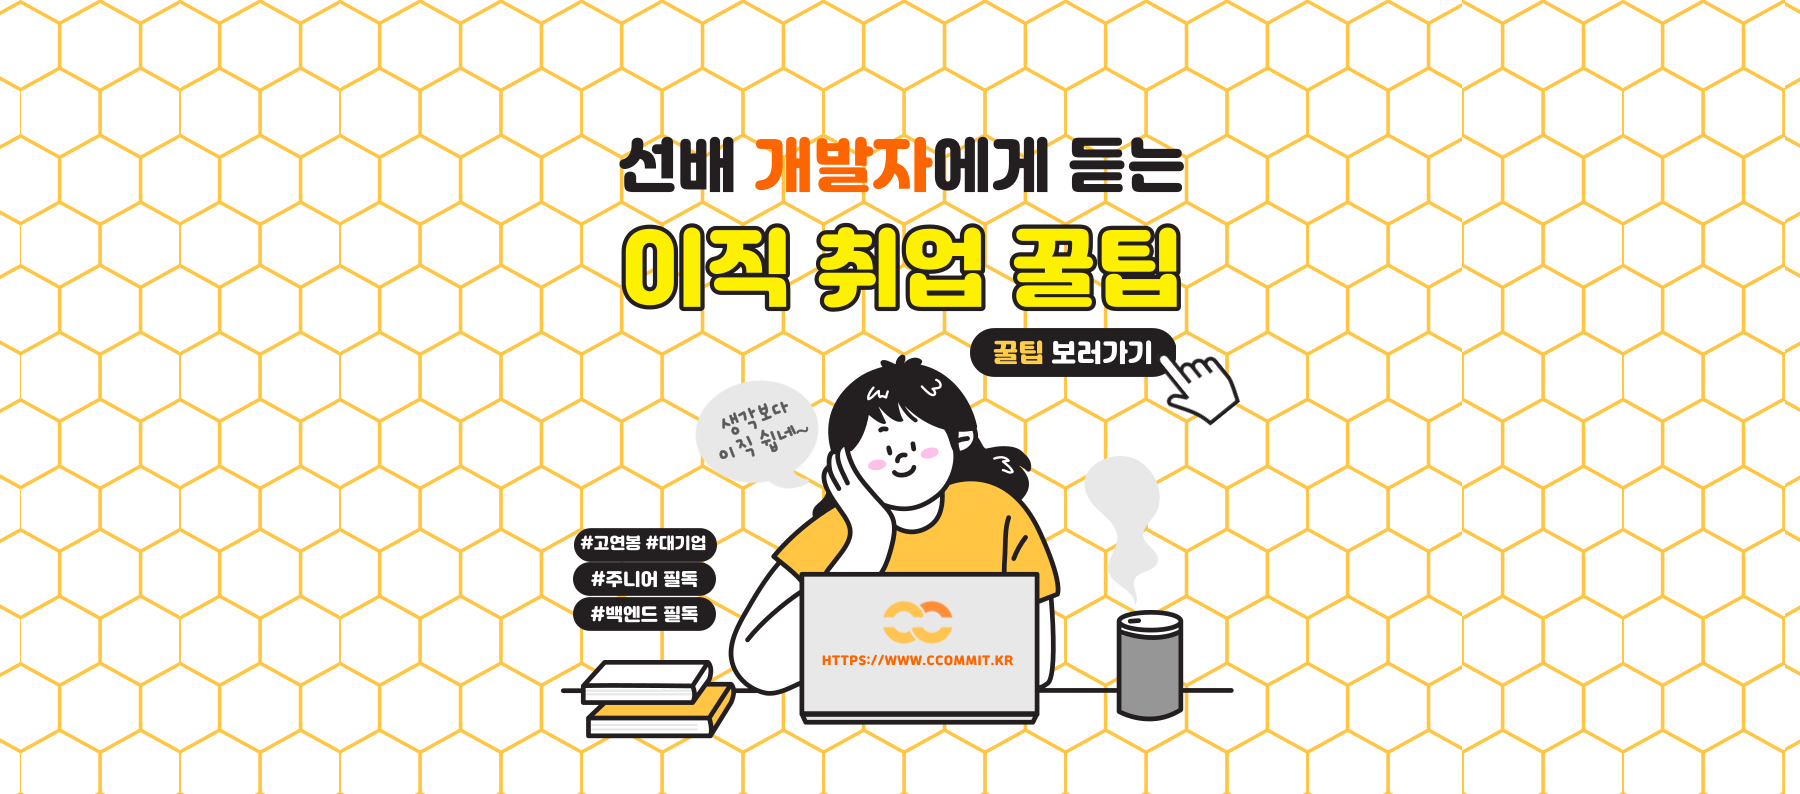 선배 개발자에게 듣는
이직 취업 꿀팁
꿀팁 보러가기
생각보다
이직 쉽네~
#고연봉 #대기업
#주니어 필독
#백엔드 필독
HTTPS://WWW.CCOMMIT.KR